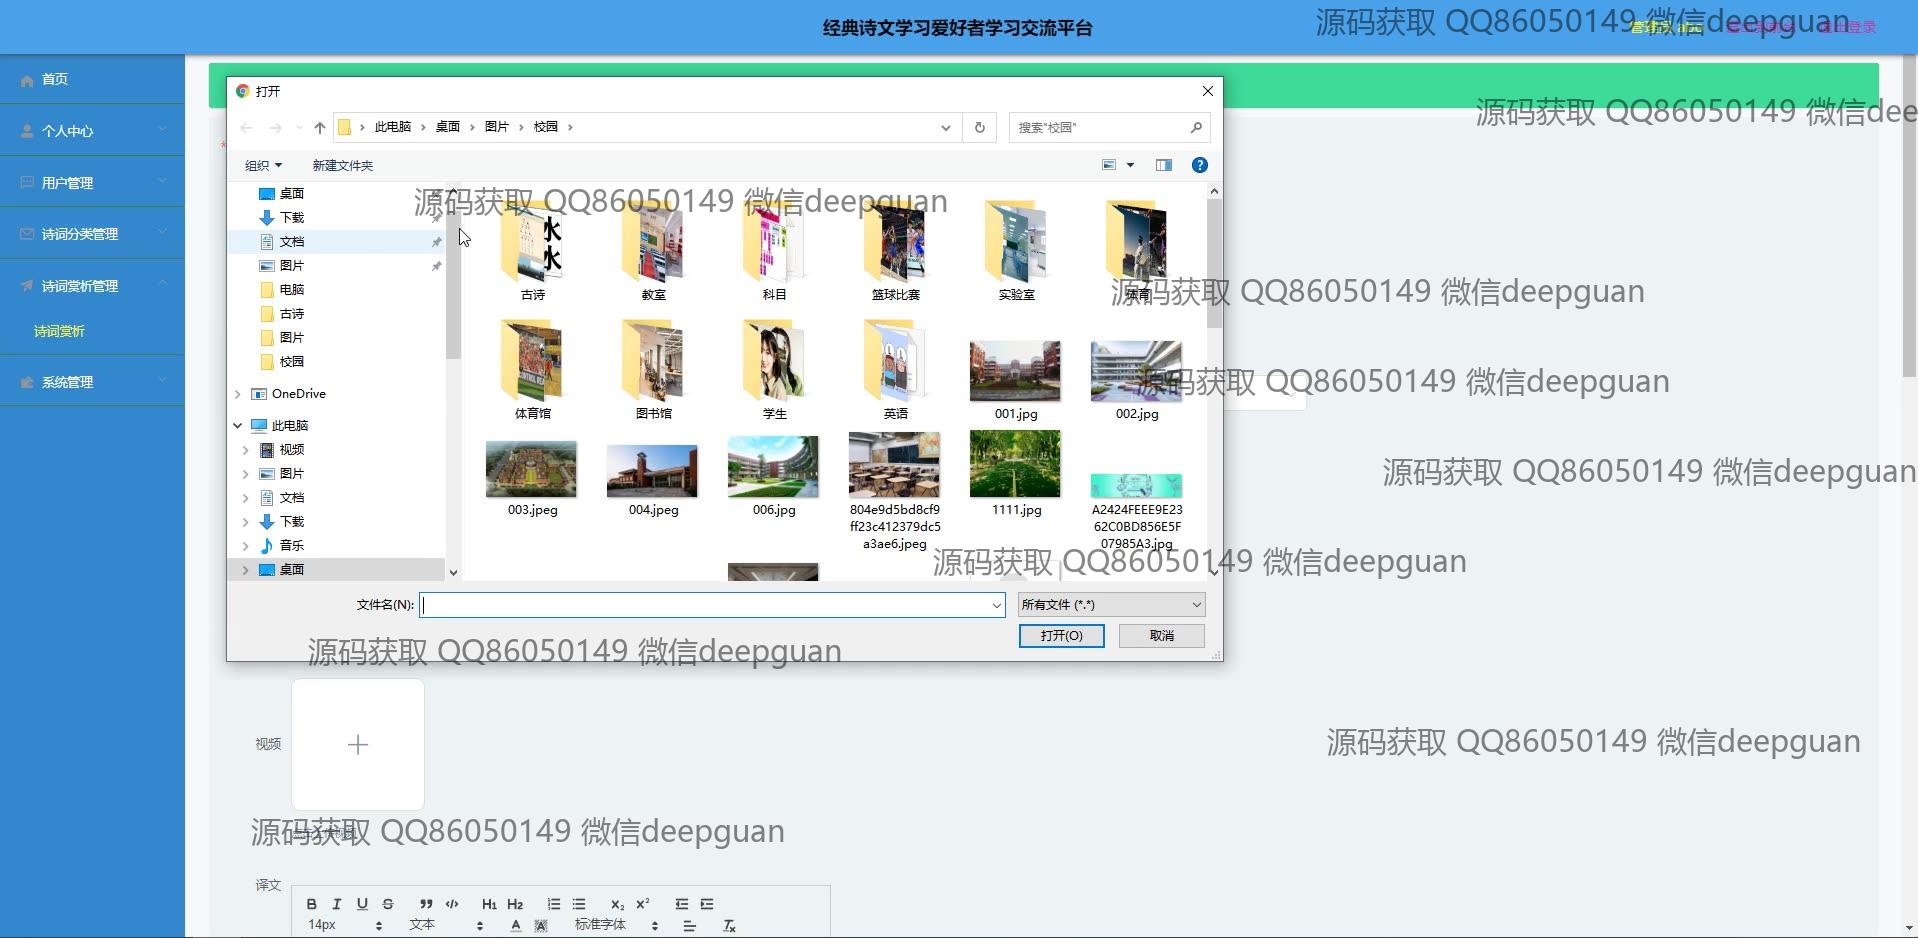 经典诗文学习爱好者学习交流平台
源码获取 QQ86050149 微信deepguan
管理员 abc
退出登录
首页
个人中心
用户管理
诗词分类管理
诗词赏析管理
诗词赏析
系统管理
源码获取 QQ86050149 微信dee
打开
此电脑 › 桌面 › 图片 › 校园 ›
搜索"校园"
组织
新建文件夹
桌面
下载
文档
图片
电脑
古诗
图片
校园
OneDrive
此电脑
视频
图片
文档
下载
音乐
桌面
源码获取 QQ86050149 微信deepguan
古诗
教室
科目
篮球比赛
实验室
体育
源码获取 QQ86050149 微信deepguan
体育馆
图书馆
学生
英语
001.jpg
002.jpg
源码获取 QQ86050149 微信deepguan
003.jpeg
004.jpeg
006.jpg
804e9d5bd8cf9
ff23c412379dc5
a3ae6.jpeg
1111.jpg
A2424FEEE9E23
62C0BD856E5F
07985A3.jpg
源码获取 QQ86050149 微信deepguan
源码获取 QQ86050149 微信deepguan
文件名(N):
所有文件 (*.*)
打开(O)
取消
源码获取 QQ86050149 微信deepguan
视频
源码获取 QQ86050149 微信deepguan
源码获取 QQ86050149 微信deepguan
译文
B I U S H1 H2 X2 X2
14px
文本
A A
标准字体